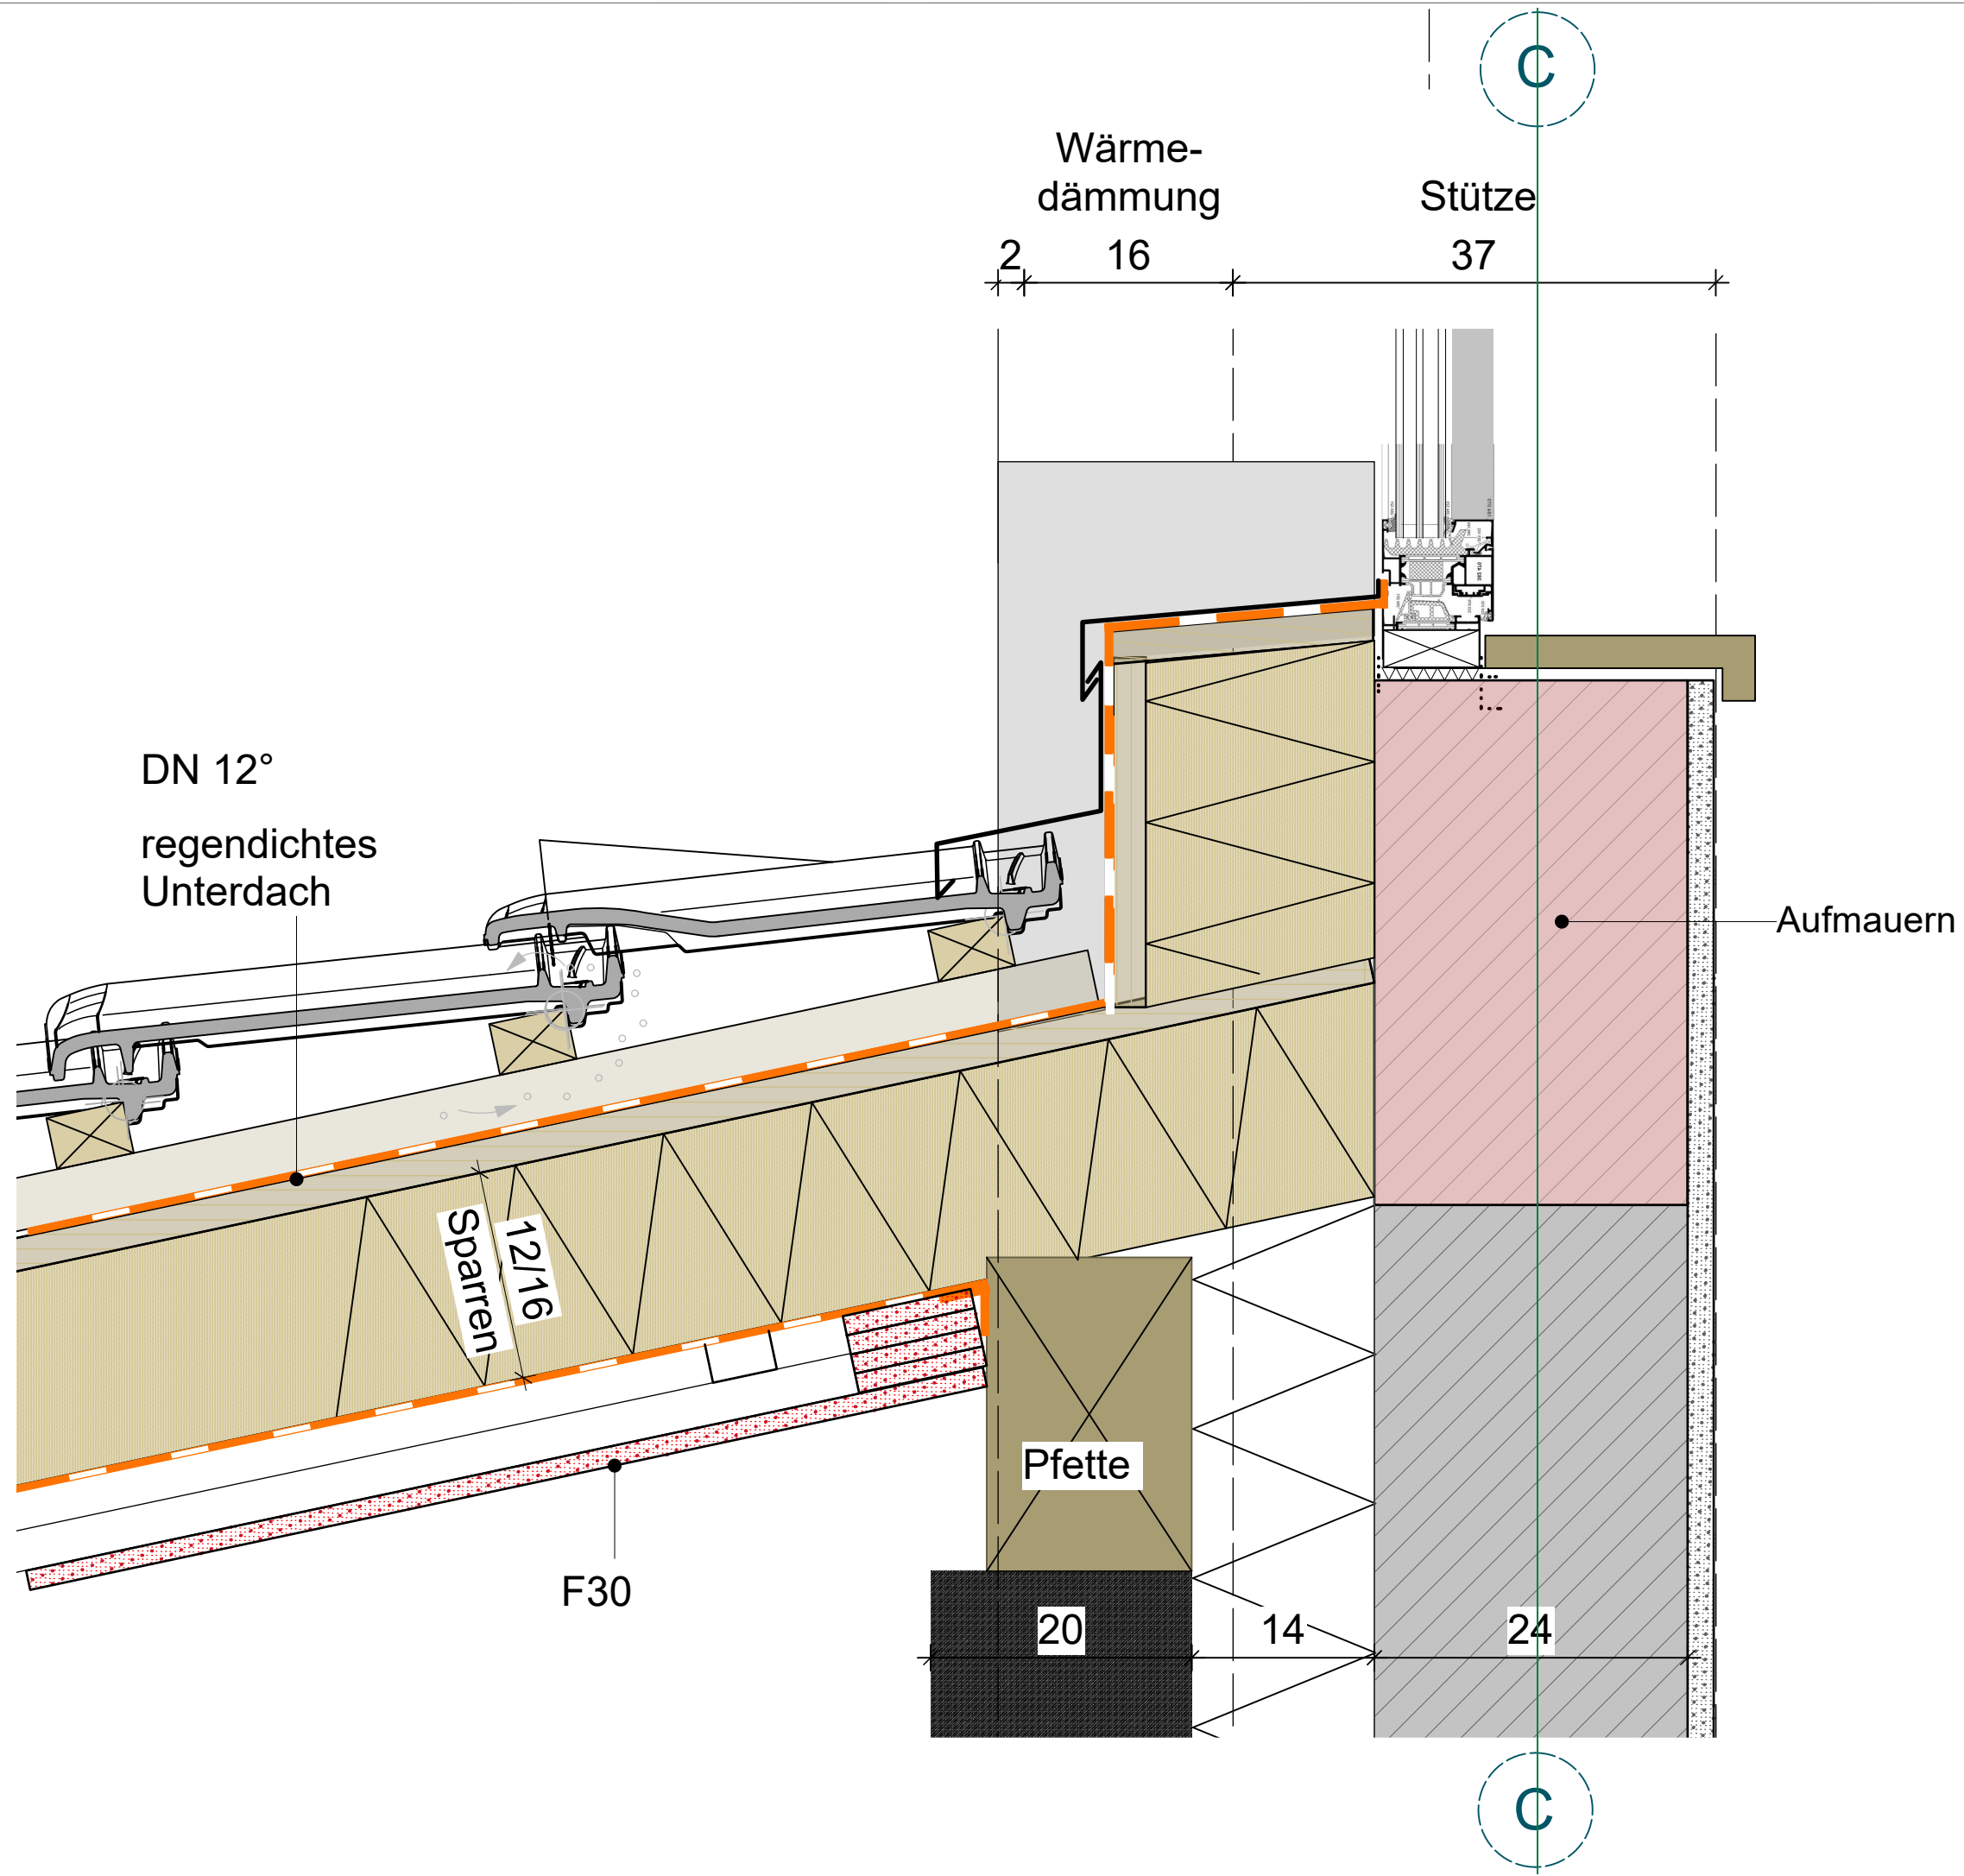 C
Wärme-
dämmung
Stütze
2
16
37
DN 12°
regendichtes
Unterdach
Aufmauern
12/16
Sparren
Pfette
F30
20
14
24
C